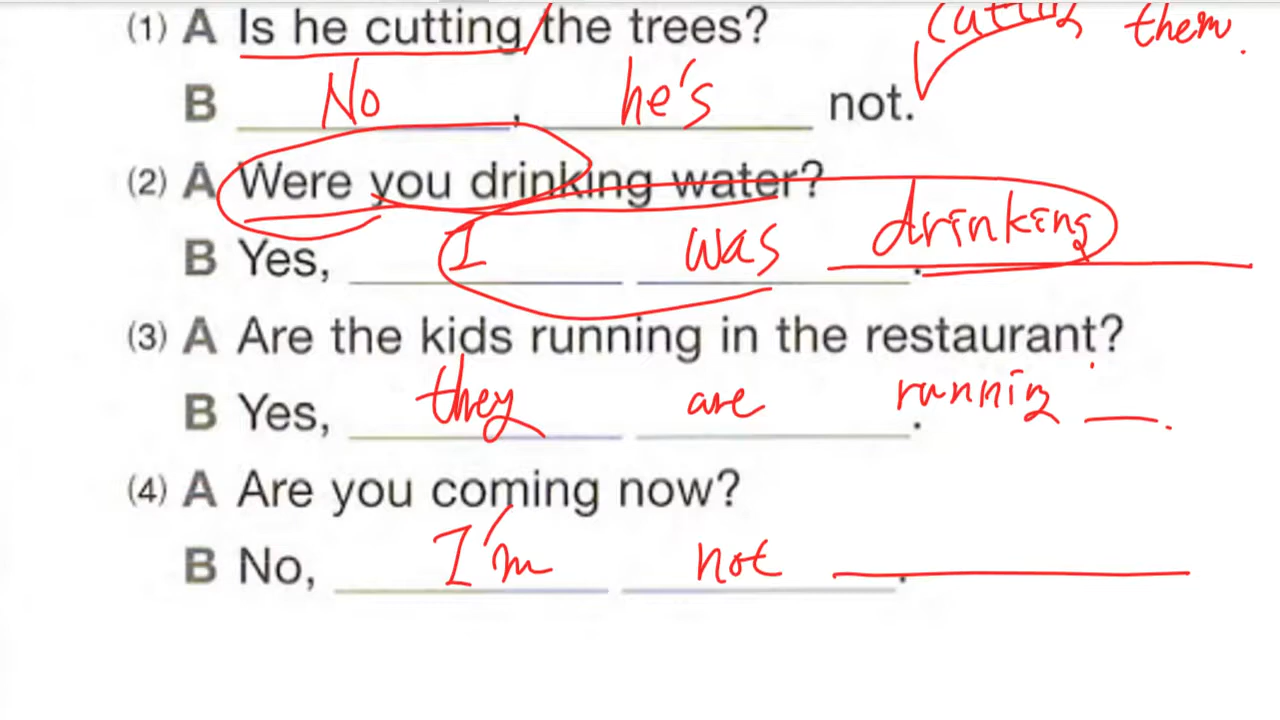 (1) A Is he cutting the trees? cutting them.
B No, he's not.
(2) A Were you drinking water?
B Yes, I was drinking.
(3) A Are the kids running in the restaurant?
B Yes, they are. running .
(4) A Are you coming now?
B No, I'm not.